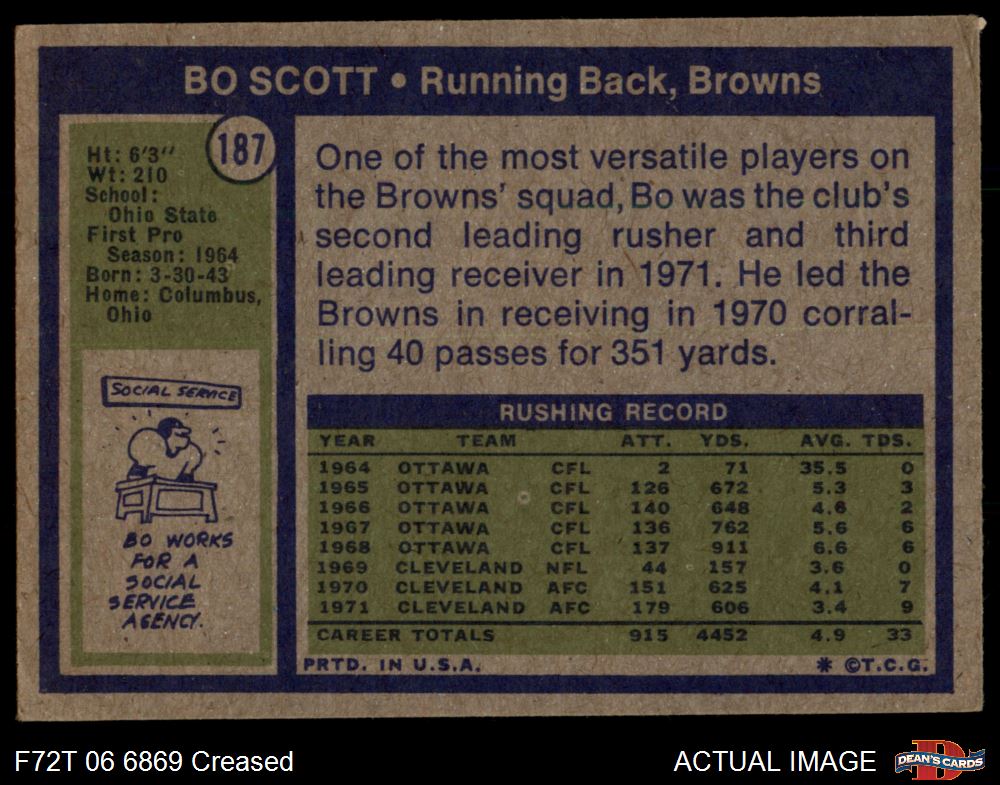 BO SCOTT • Running Back, Browns
187
Ht: 6'3"
Wt: 210
School:
Ohio State
First Pro
Season: 1964
Born: 3-30-43
Home: Columbus,
Ohio
SOCIAL SERVICE
BO WORKS
FOR A
SOCIAL
SERVICE
AGENCY.
One of the most versatile players on
the Browns' squad, Bo was the club's
second leading rusher and third
leading receiver in 1971. He led the
Browns in receiving in 1970 corral-
ling 40 passes for 351 yards.
RUSHING RECORD
YEAR TEAM ATT. YDS. AVG. TDS.
1964 OTTAWA CFL 2 71 35.5 0
1965 OTTAWA CFL 126 672 5.3 3
1966 OTTAWA CFL 140 648 4.6 2
1967 OTTAWA CFL 136 762 5.6 6
1968 OTTAWA CFL 137 911 6.6 6
1969 CLEVELAND NFL 44 157 3.6 0
1970 CLEVELAND AFC 151 625 4.1 7
1971 CLEVELAND AFC 179 606 3.4 9
CAREER TOTALS 915 4452 4.9 33
PRTD. IN U.S.A. * ©T.C.G.
F72T 06 6869 Creased
ACTUAL IMAGE
D
DEAN'S CARDS